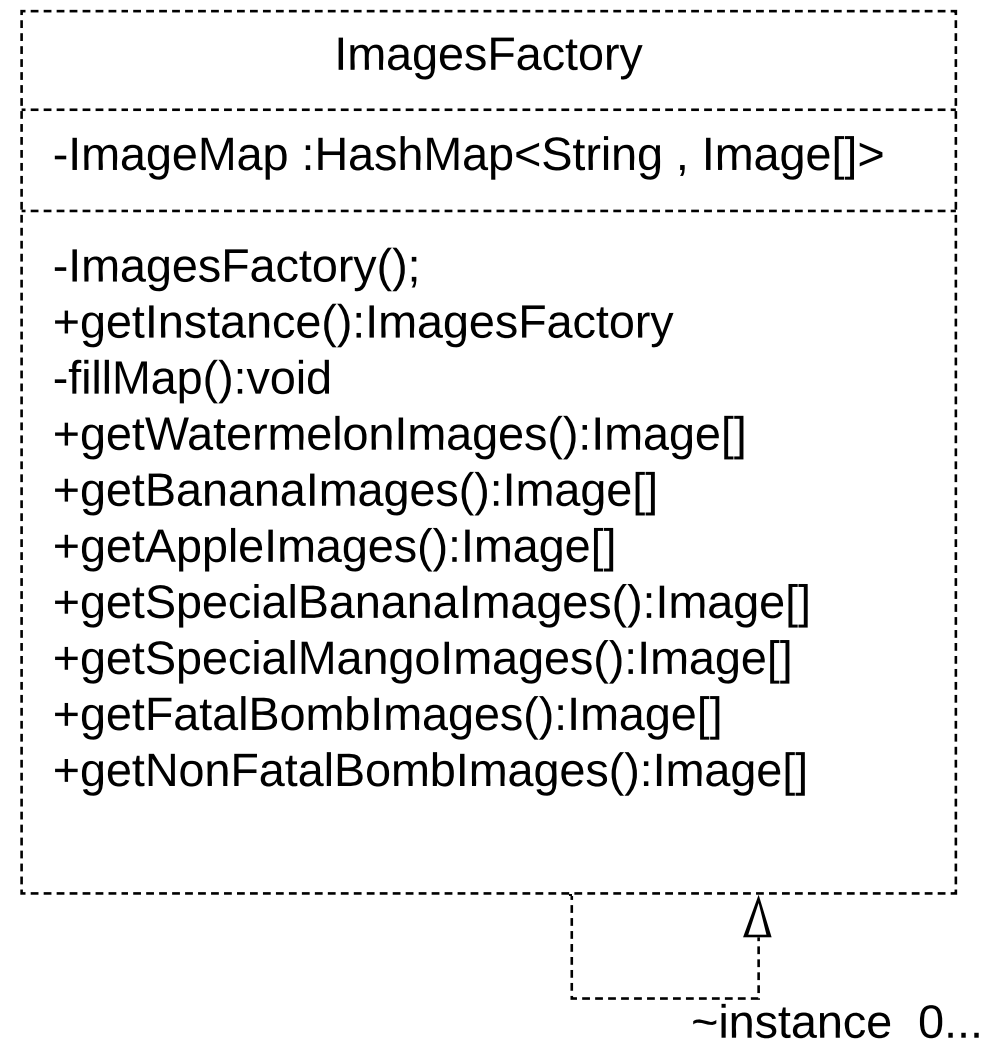 ImagesFactory
-ImageMap :HashMap<String , Image[]>
-ImagesFactory();
+getInstance():ImagesFactory
-fillMap():void
+getWatermelonImages():Image[]
+getBananaImages():Image[]
+getAppleImages():Image[]
+getSpecialBananaImages():Image[]
+getSpecialMangoImages():Image[]
+getFatalBombImages():Image[]
+getNonFatalBombImages():Image[]
~instance 0...